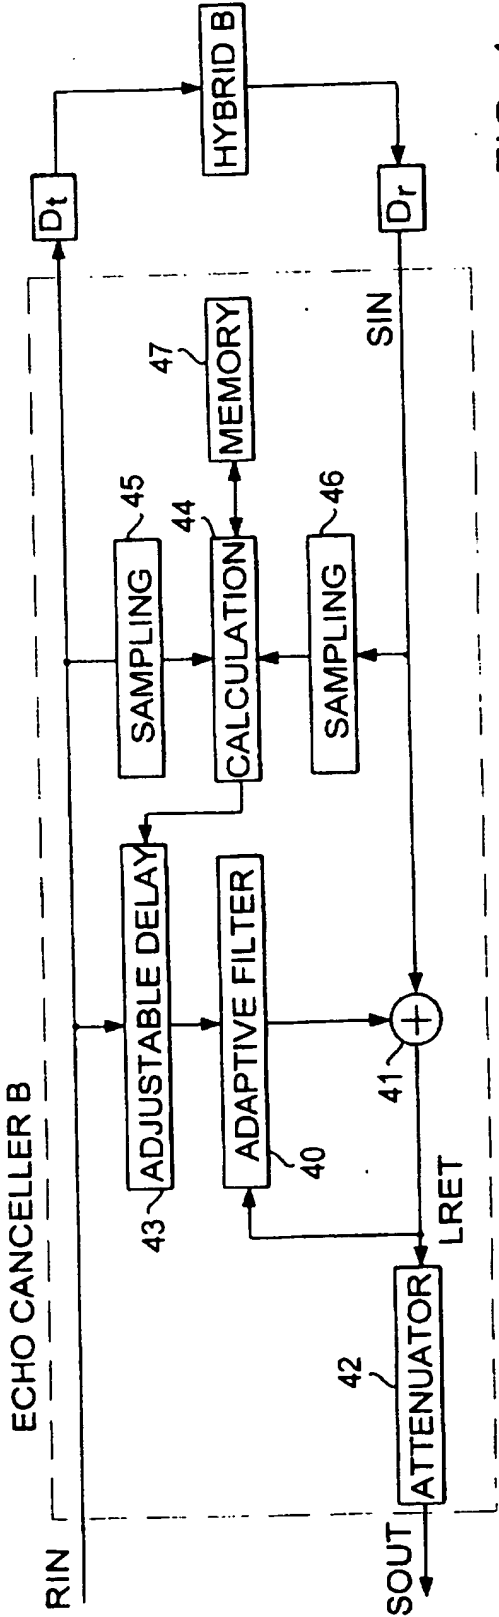 ECHO CANCELLER B
RIN
Dt
HYBRID B
Dr
SIN
45
SAMPLING
44
CALCULATION
47
MEMORY
46
SAMPLING
43
ADJUSTABLE DELAY
ADAPTIVE FILTER
40
+
41
LRET
42
ATTENUATOR
SOUT